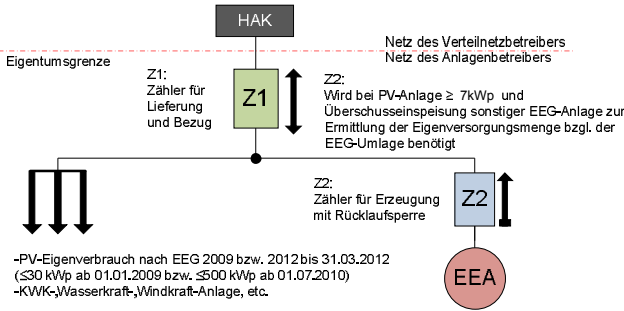 HAK
Netz des Verteilnetzbetreibers
Eigentumsgrenze
Netz des Anlagenbetreibers
Z1:
Zähler für
Lieferung
und Bezug
Z1
Z2:
Wird bei PV-Anlage ≥ 7kWp und
Überschusseinspeisung sonstiger EEG-Anlage zur
Ermittlung der Eigenversorgungsmenge bzgl. der
EEG-Umlage benötigt
Z2:
Zähler für Erzeugung
mit Rücklaufsperre
Z2
EEA
-PV-Eigenverbrauch nach EEG 2009 bzw. 2012 bis 31.03.2012
(≤30 kWp ab 01.01.2009 bzw. ≤500 kWp ab 01.07.2010)
-KWK-,Wasserkraft-,Windkraft-Anlage, etc.